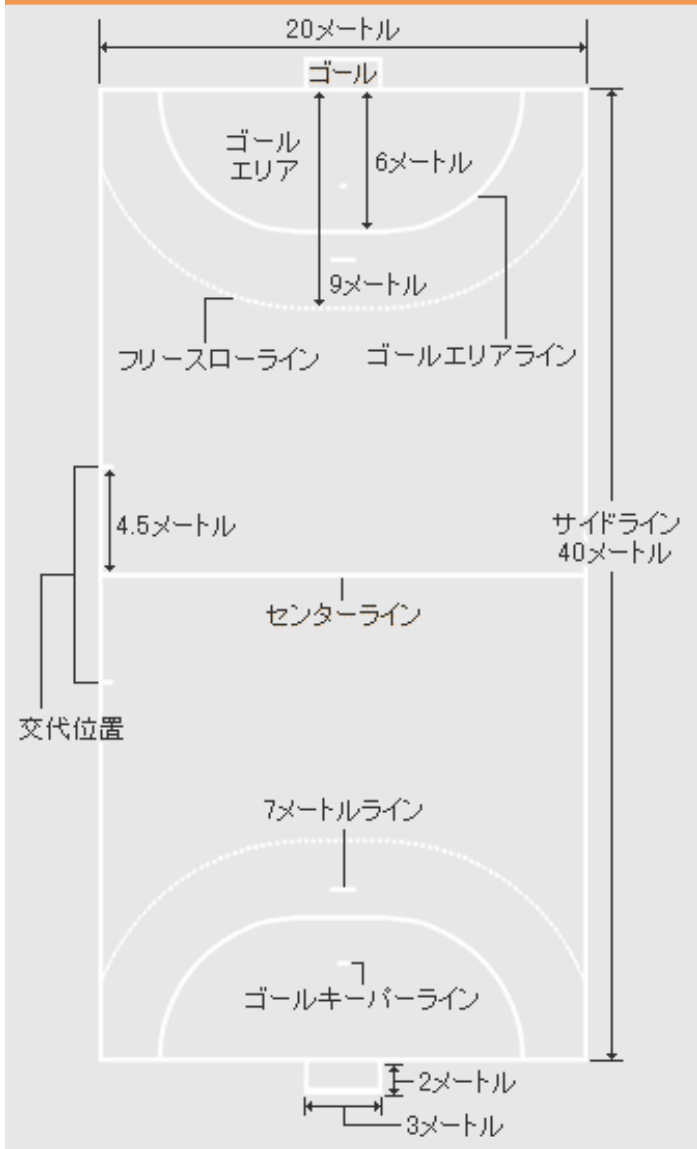 20メートル
ゴール
ゴール
エリア
6メートル
9メートル
フリースローライン
ゴールエリアライン
4.5メートル
サイドライン
40メートル
センターライン
交代位置
7メートルライン
ゴールキーパーライン
2メートル
3メートル